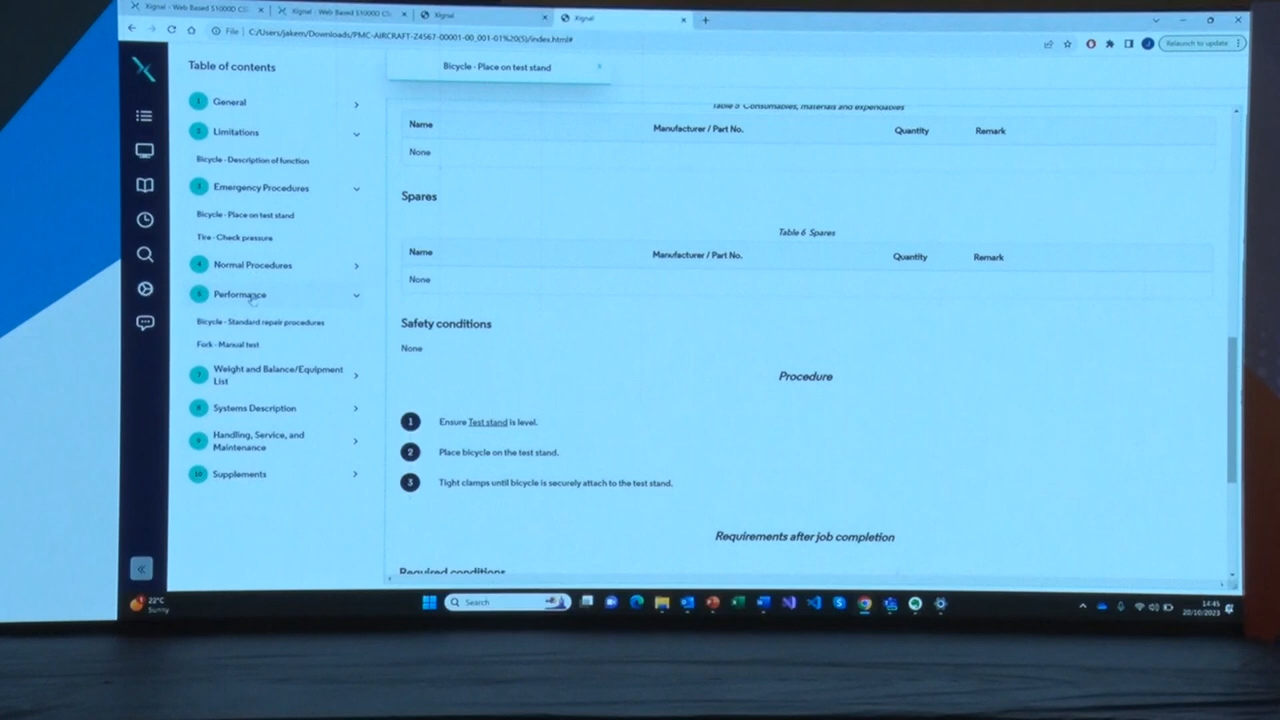 Xignal - Web Based S1000D CS
Xignal - Web Based S1000D CS
Xignal
Xignal
File
C:/Users/jakem/Downloads/PMC-AIRCRAFT-Z4567-00001-00_001-01%20(5)/index.html#
Relaunch to update
Table of contents
1 General
2 Limitations
Bicycle - Description of function
3 Emergency Procedures
Bicycle - Place on test stand
Tire - Check pressure
4 Normal Procedures
5 Performance
Bicycle - Standard repair procedures
Fork - Manual test
7 Weight and Balance/Equipment
List
8 Systems Description
9 Handling, Service, and
Maintenance
10 Supplements
Bicycle - Place on test stand x
Table 5 Consumables, materials and expendables
Name Manufacturer / Part No. Quantity Remark
None
Spares
Table 6 Spares
Name Manufacturer / Part No. Quantity Remark
None
Safety conditions
None
Procedure
1 Ensure Test stand is level.
2 Place bicycle on the test stand.
3 Tight clamps until bicycle is securely attach to the test stand.
Requirements after job completion
Required conditions
22°C
Sunny
Search
14:45
20/10/2023